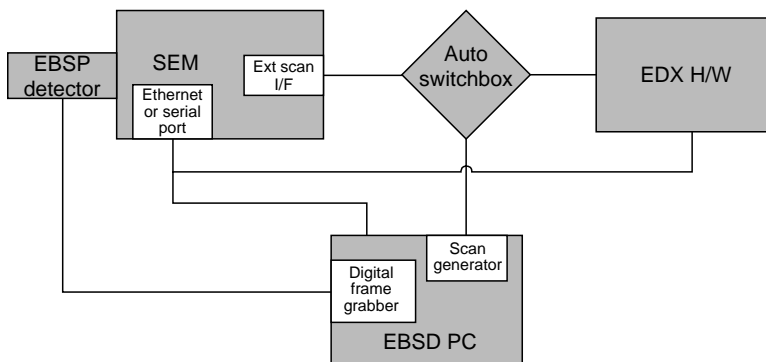 EBSP
detector
SEM
Ext scan
I/F
Ethernet
or serial
port
Auto
switchbox
EDX H/W
Scan
generator
Digital
frame
grabber
EBSD PC